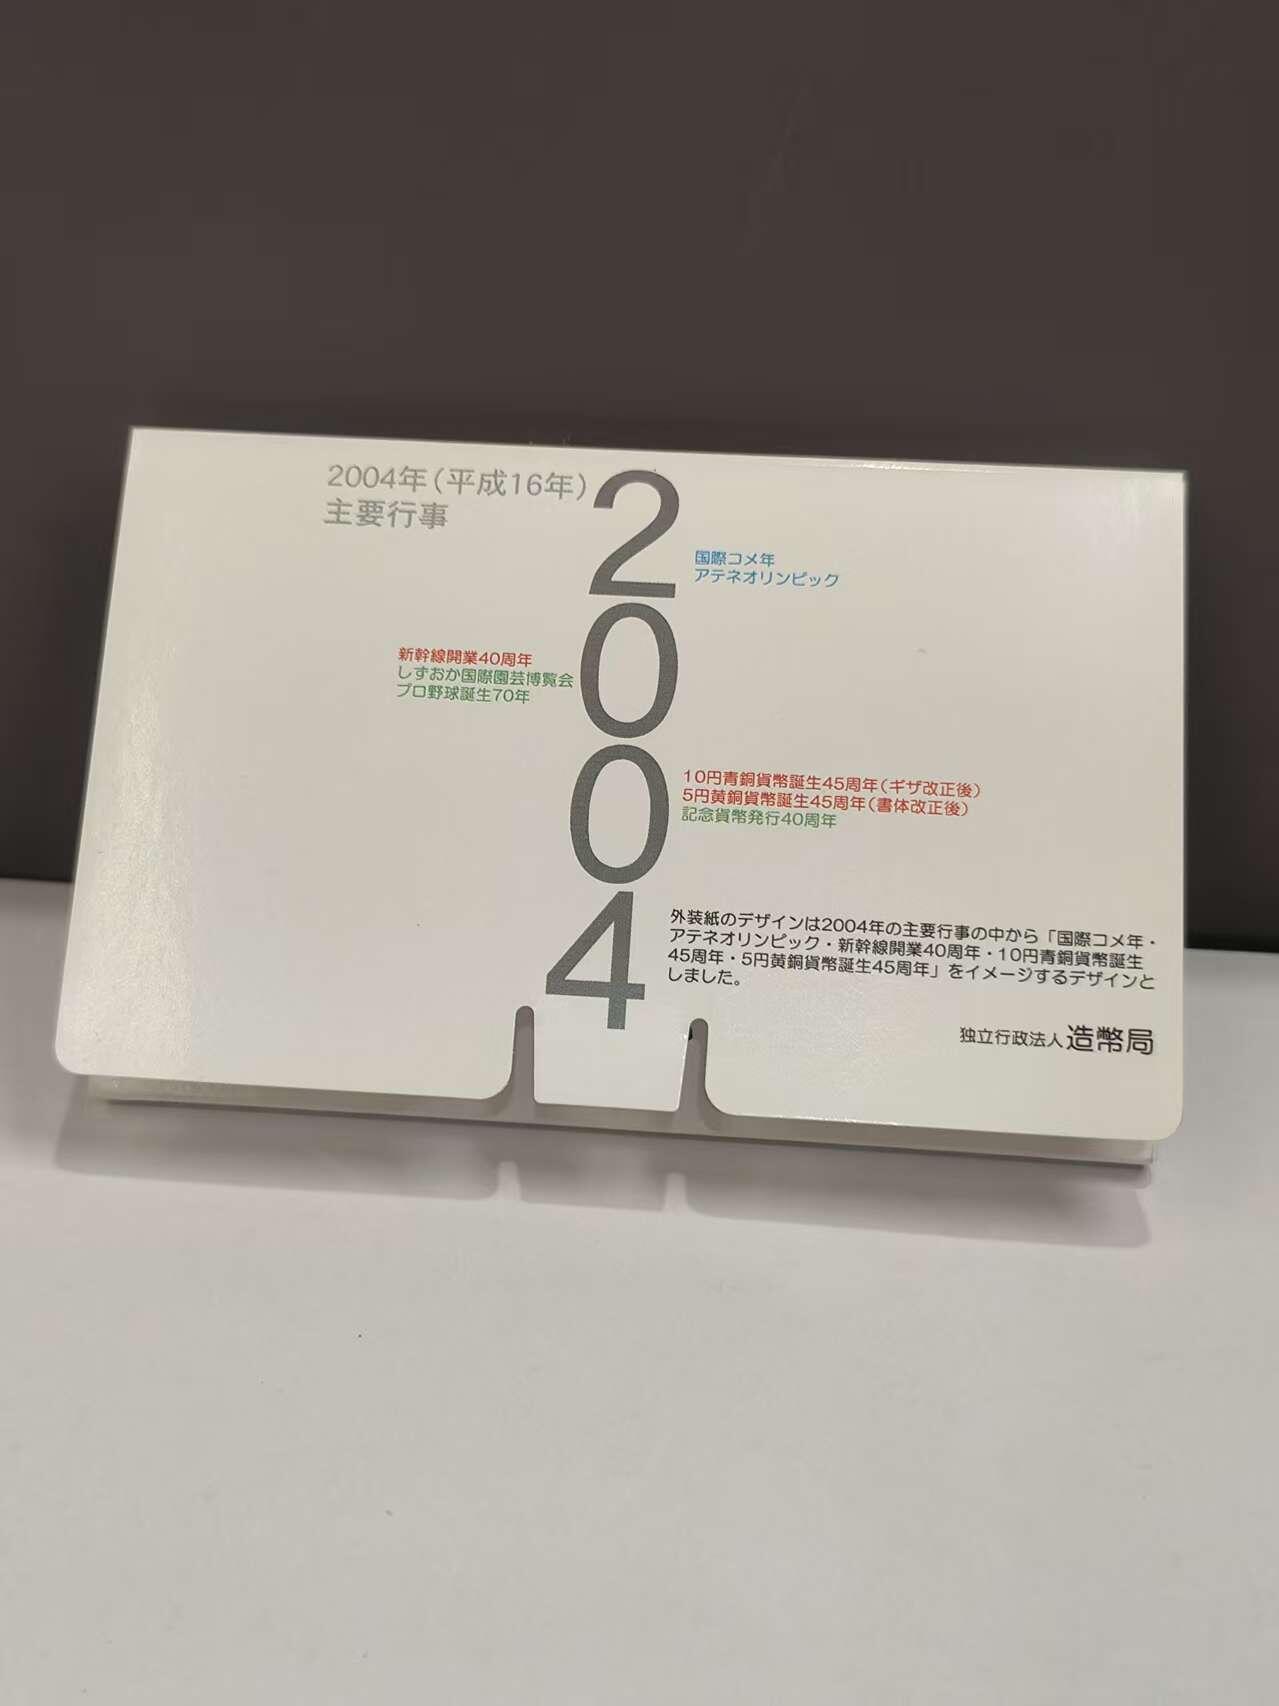 2004年(平成16年)
主要行事
2004
国際コメ年
アテネオリンピック
新幹線開業40周年
しずおか国際園芸博覧会
プロ野球誕生70年
10円青銅貨幣誕生45周年(ギザ改正後)
5円黄銅貨幣誕生45周年(書体改正後)
記念貨幣発行40周年
外装紙のデザインは2004年の主要行事の中から「国際コメ年・
アテネオリンピック・新幹線開業40周年・10円青銅貨幣誕生
45周年・5円黄銅貨幣誕生45周年」をイメージするデザインと
しました。
独立行政法人 造幣局